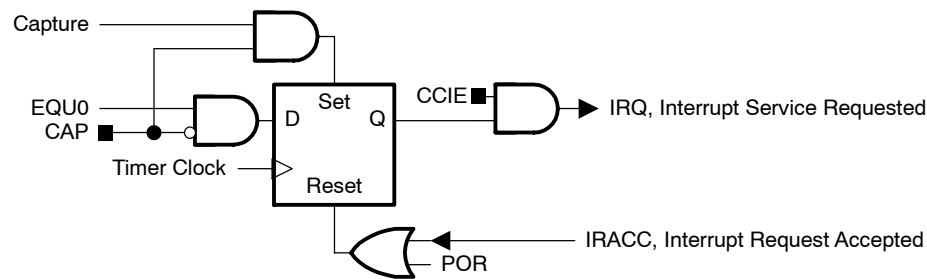 Capture
Set
CCIE
IRQ, Interrupt Service Requested
EQU0
D
Q
CAP
Timer Clock
Reset
IRACC, Interrupt Request Accepted
POR